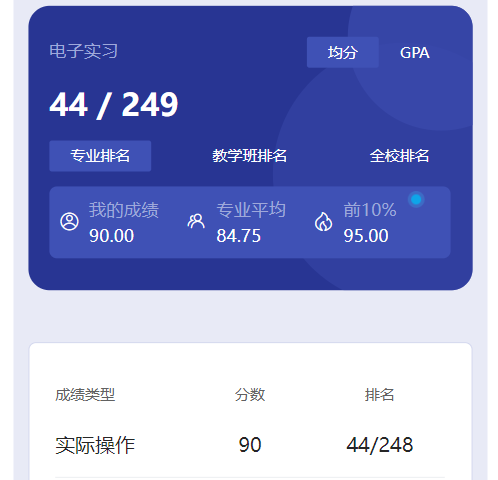 电子实习 均分 GPA
44 / 249
专业排名 教学班排名 全校排名
我的成绩 专业平均 前10%
90.00 84.75 95.00
成绩类型 分数 排名
实际操作 90 44/248